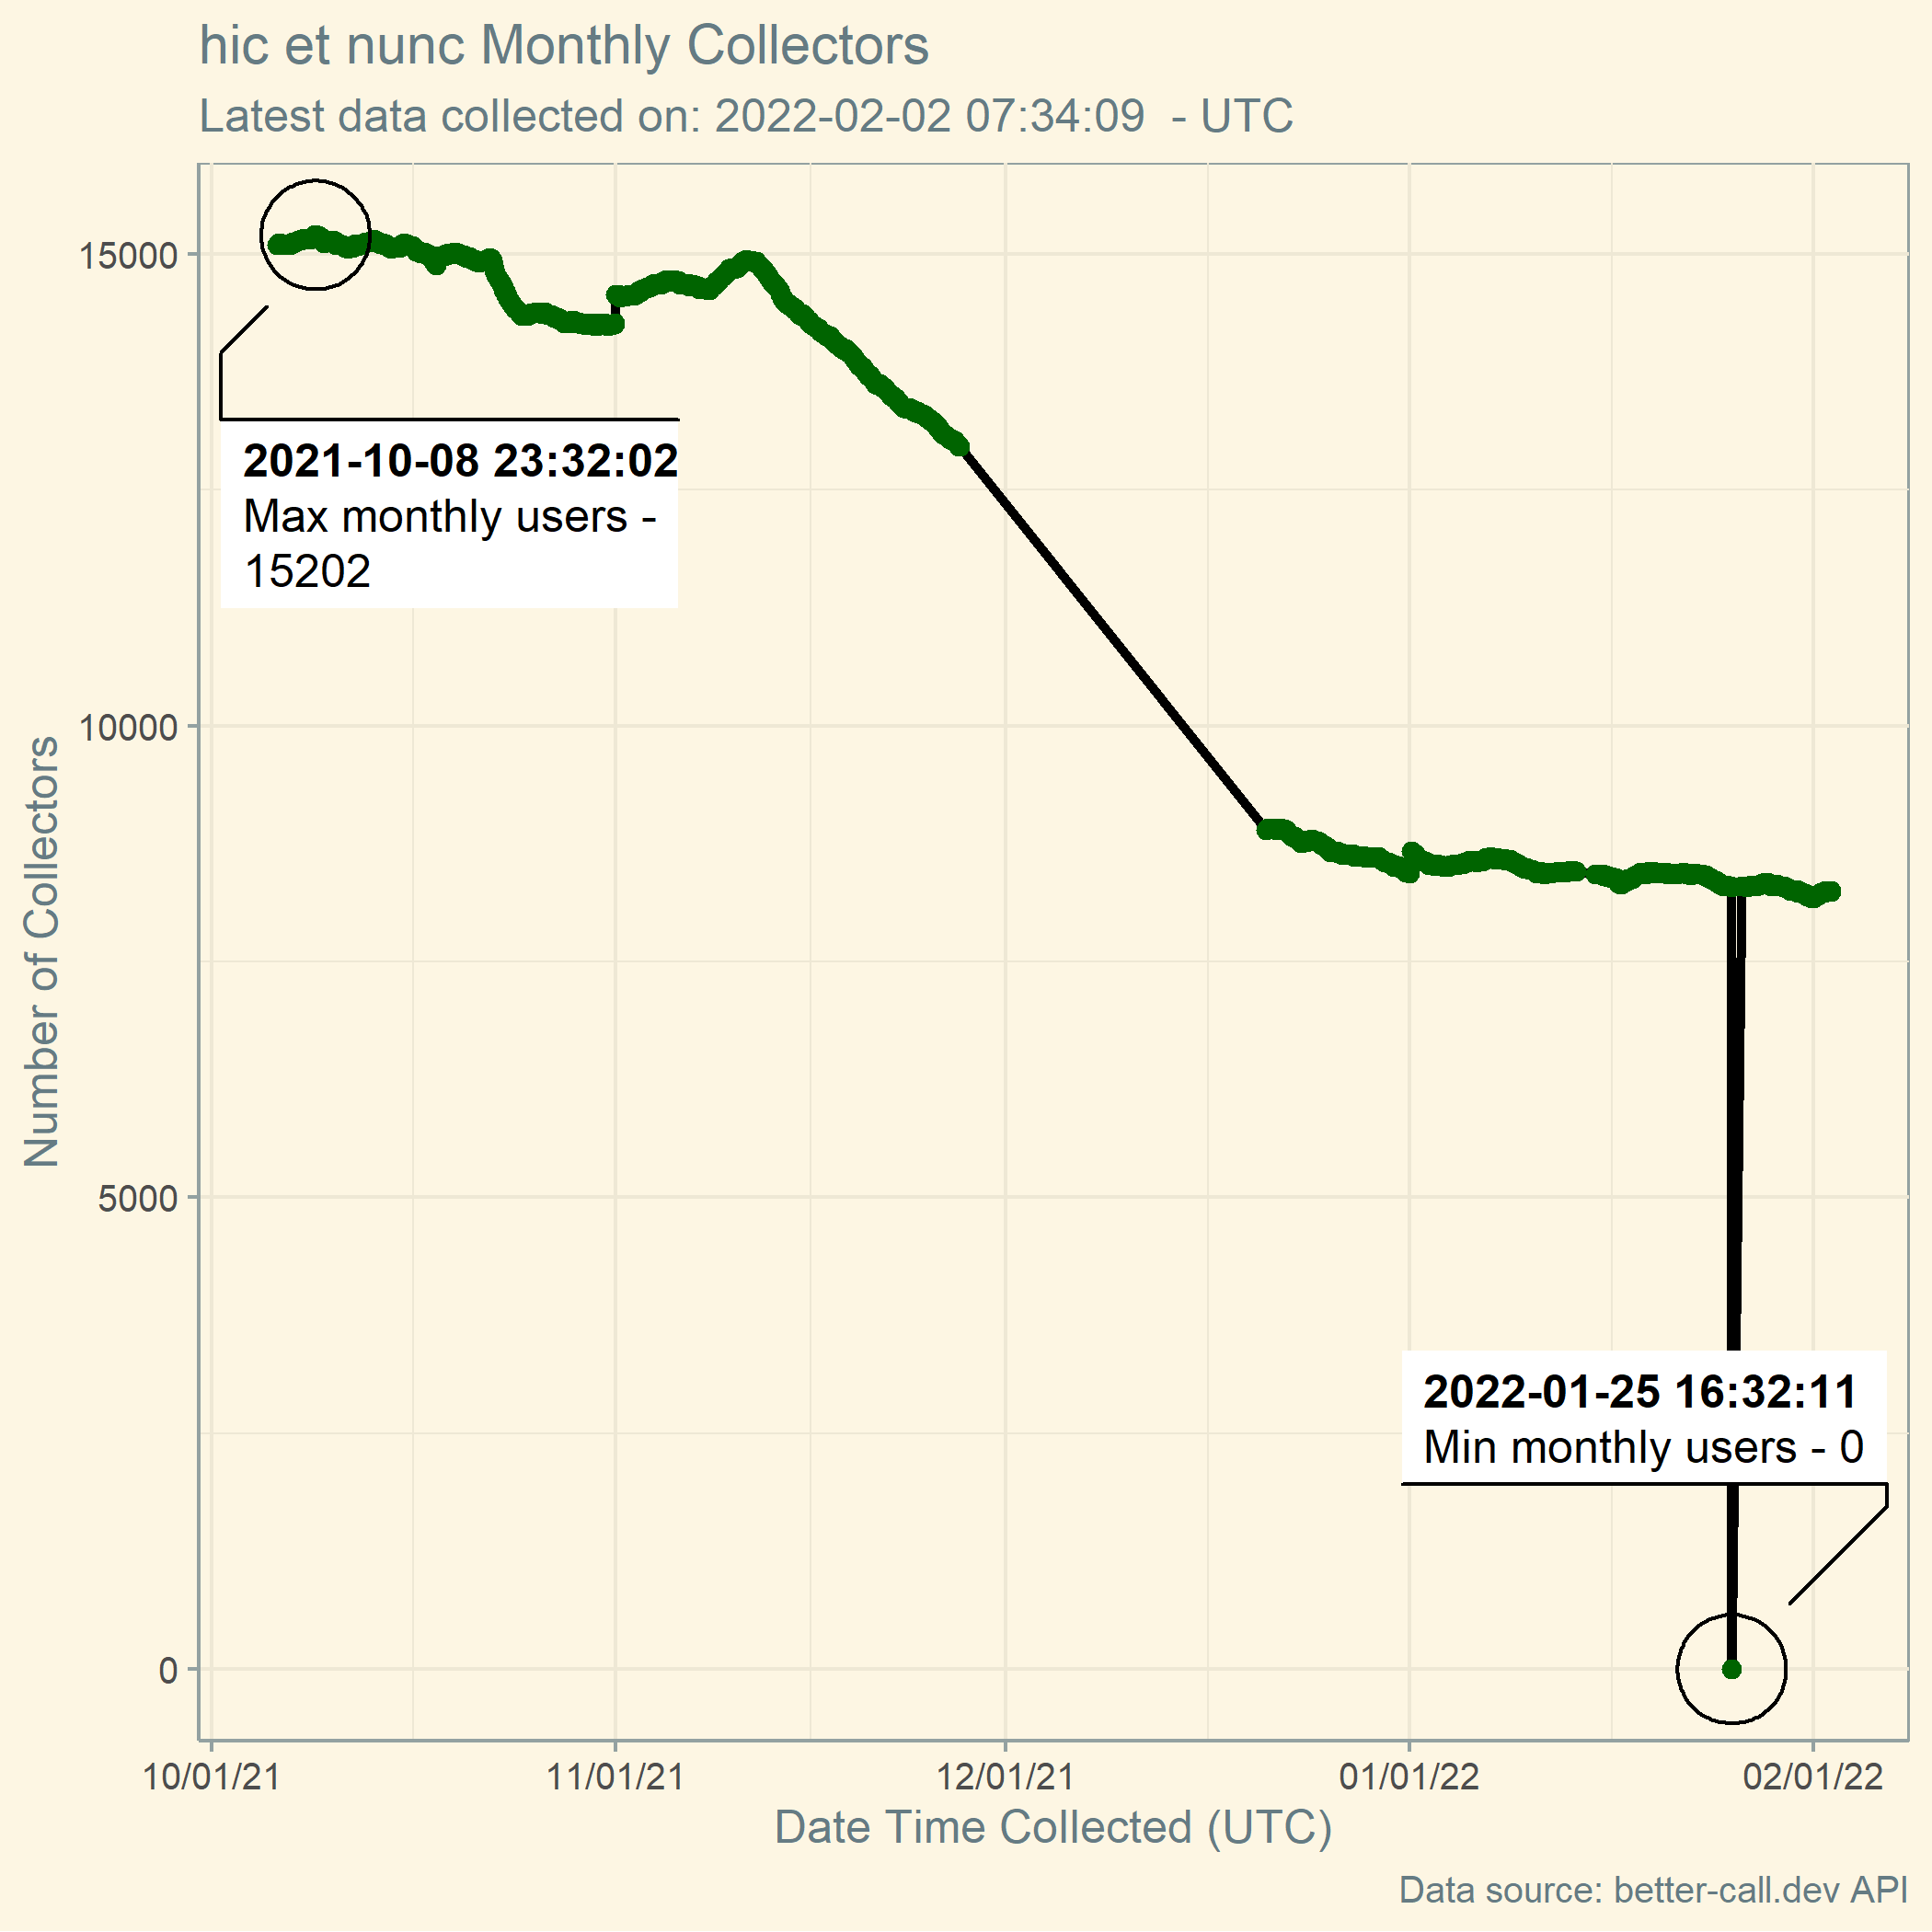 hic et nunc Monthly Collectors
Latest data collected on: 2022-02-02 07:34:09  - UTC
Number of Collectors
15000
10000
5000
0
2021-10-08 23:32:02
Max monthly users -
15202
2022-01-25 16:32:11
Min monthly users - 0
10/01/21 11/01/21 12/01/21 01/01/22 02/01/22
Date Time Collected (UTC)
Data source: better-call.dev API